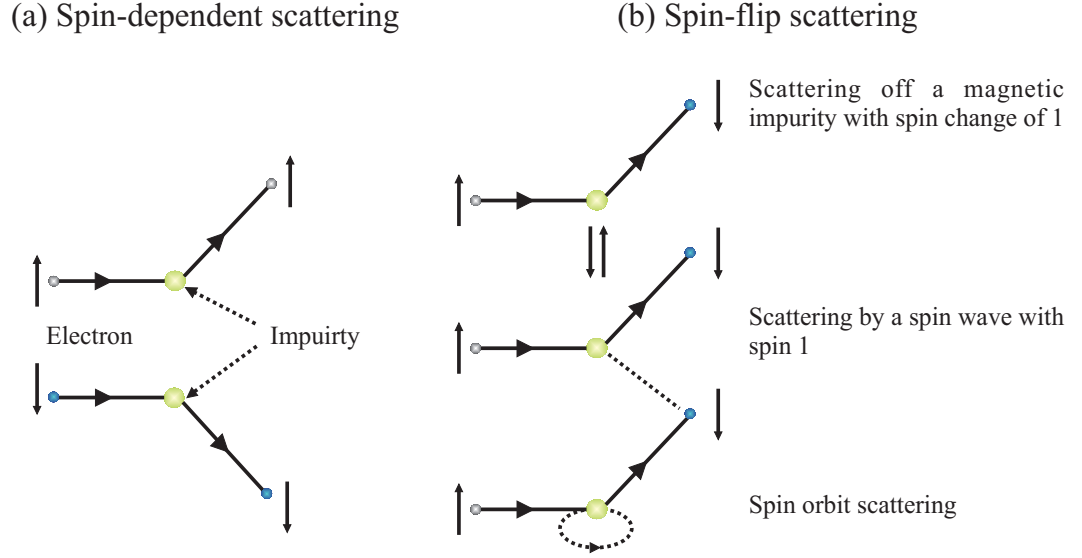 (a) Spin-dependent scattering
(b) Spin-flip scattering
Electron
Impuirty
Scattering off a magnetic
impurity with spin change of 1
Scattering by a spin wave with
spin 1
Spin orbit scattering